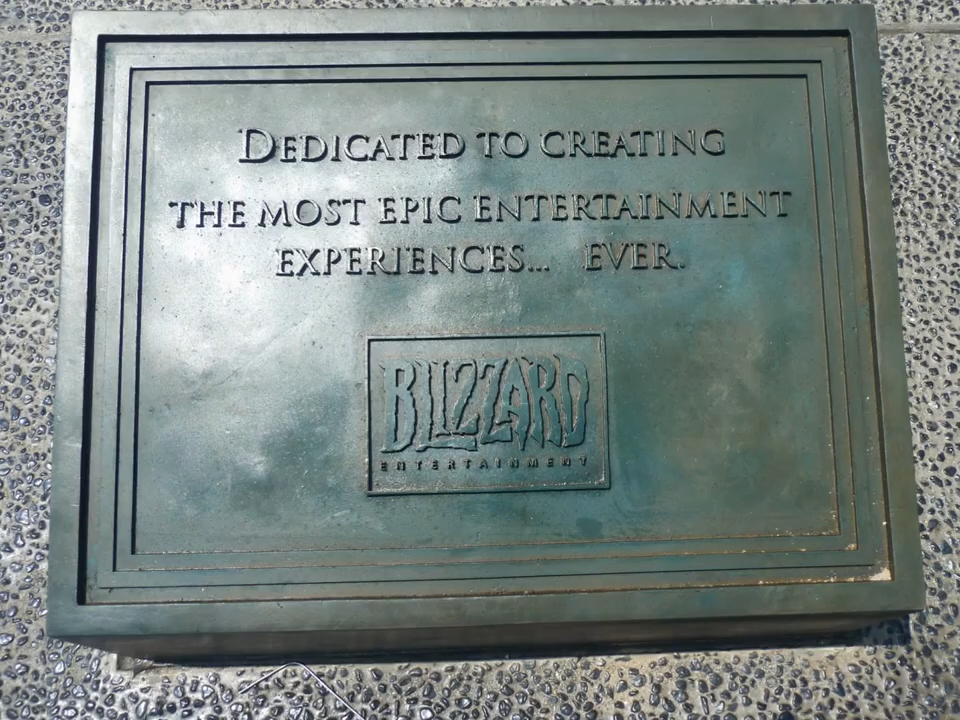 DEDICATED TO CREATING
THE MOST EPIC ENTERTAINMENT
EXPERIENCES... EVER.
BLIZZARD
ENTERTAINMENT